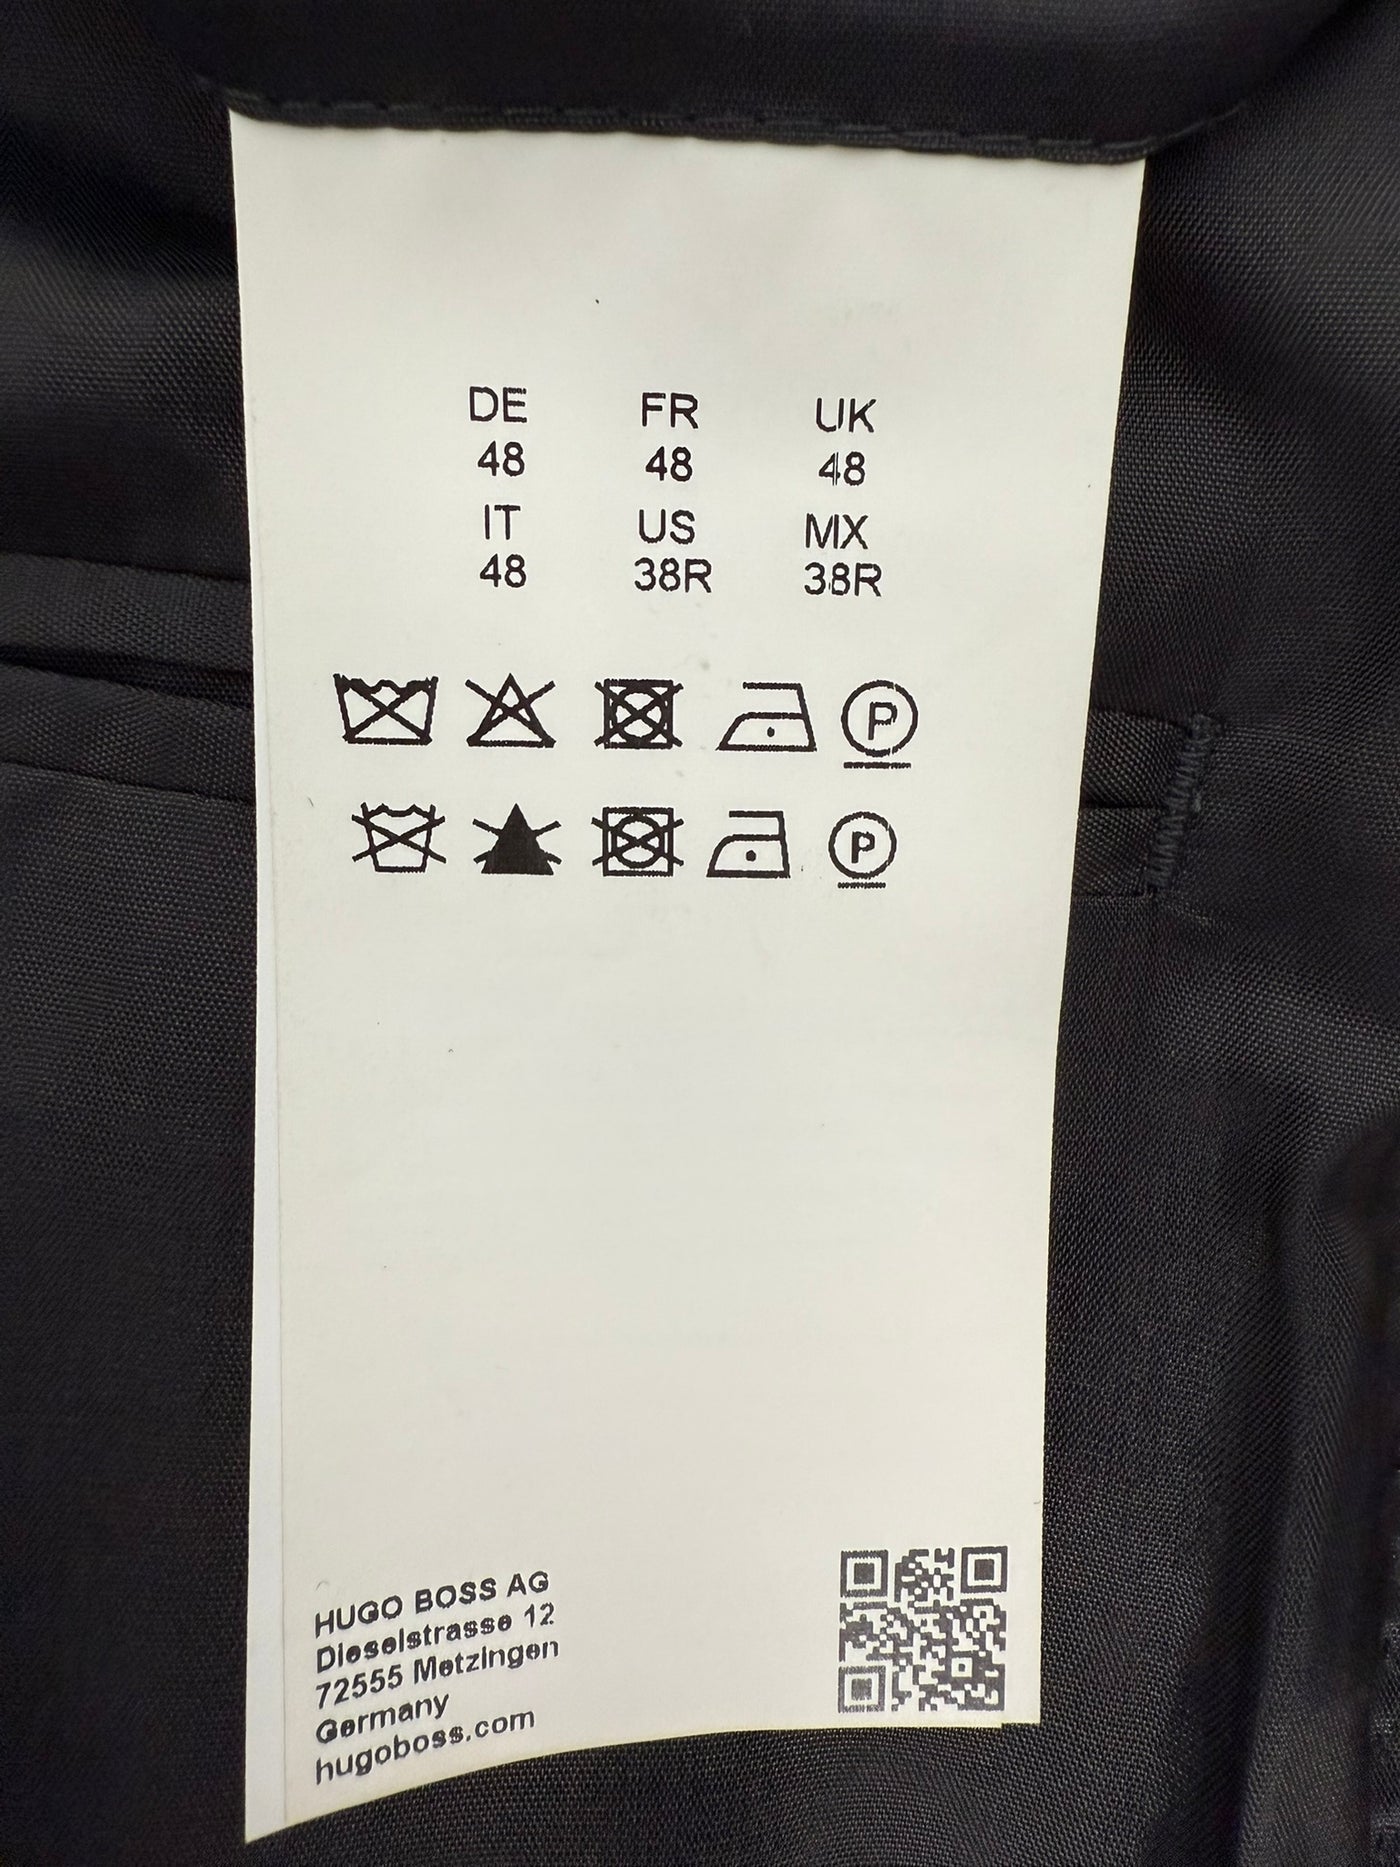 DE FR UK
48 48 48
IT US MX
48 38R 38R
P
P
HUGO BOSS AG
Dieselstrasse 12
72555 Metzingen
Germany
hugoboss.com